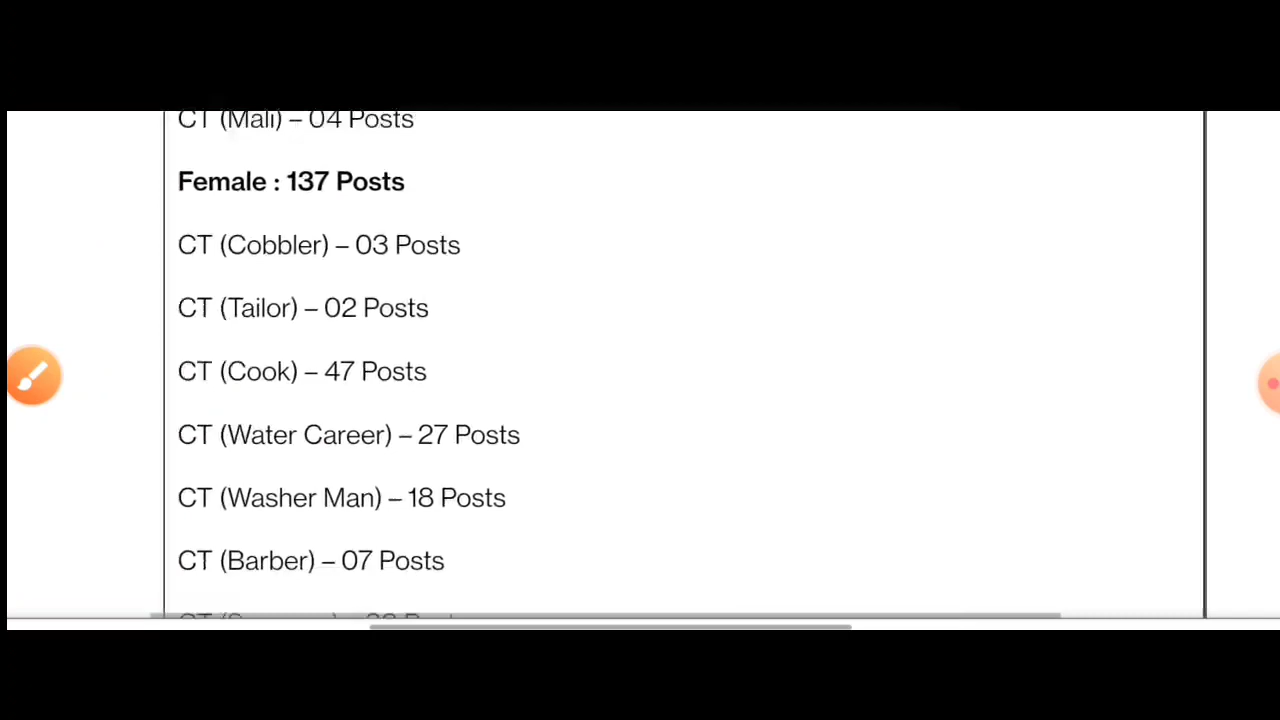 CT (Mali) – 04 Posts
Female : 137 Posts
CT (Cobbler) – 03 Posts
CT (Tailor) – 02 Posts
CT (Cook) – 47 Posts
CT (Water Career) – 27 Posts
CT (Washer Man) – 18 Posts
CT (Barber) – 07 Posts